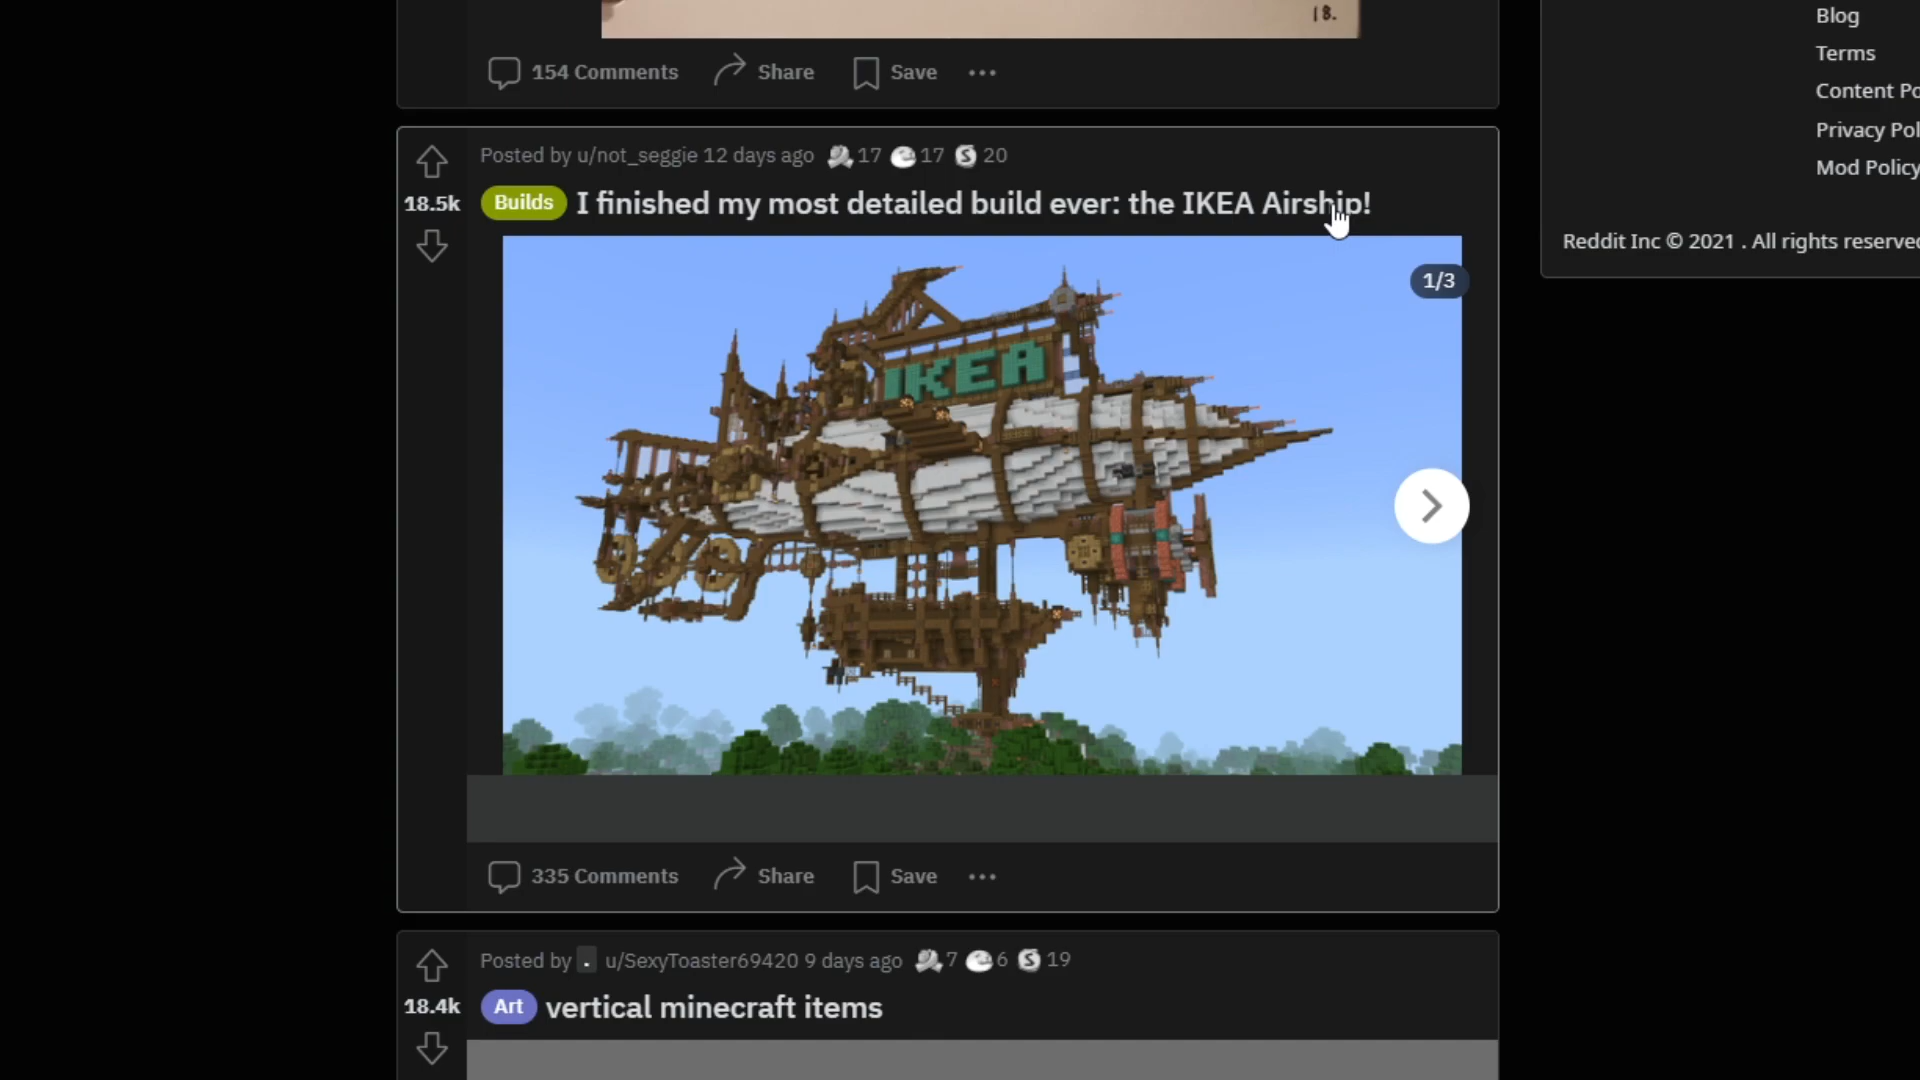 18.
154 Comments Share Save
Blog
Terms
Content Po
Privacy Pol
Mod Policy
Reddit Inc © 2021 . All rights reserved
Posted by u/not_seggie 12 days ago 17 17 S 20
18.5k
Builds I finished my most detailed build ever: the IKEA Airship!
1/3
IKEA
335 Comments Share Save
Posted by . u/SexyToaster69420 9 days ago 7 6 S 19
18.4k
Art vertical minecraft items